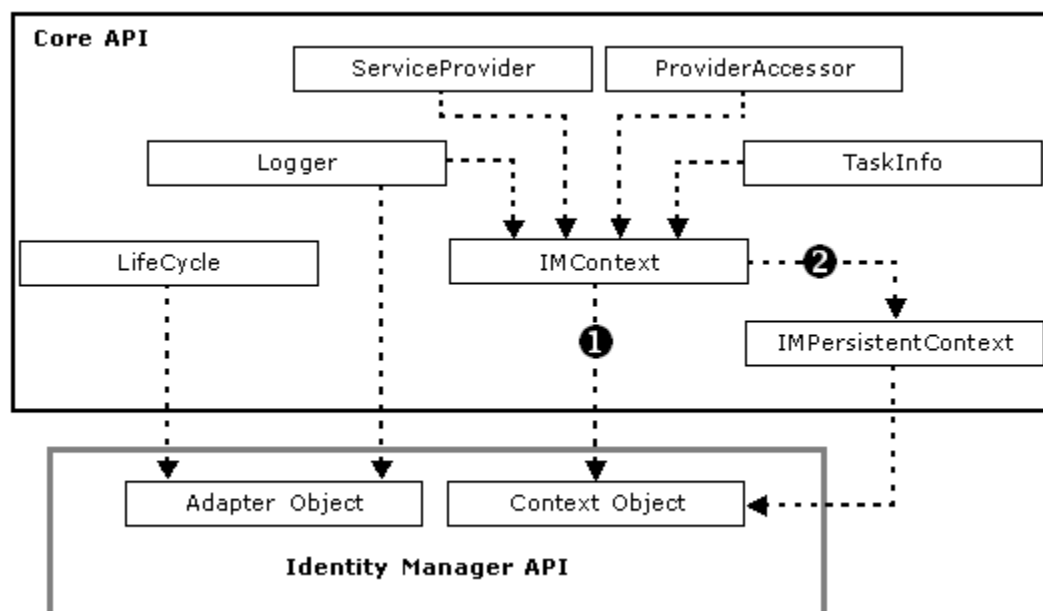 Core API
ServiceProvider
ProviderAccessor
Logger
TaskInfo
LifeCycle
IMContext
2
1
IMPersistentContext
Adapter Object
Context Object
Identity Manager API